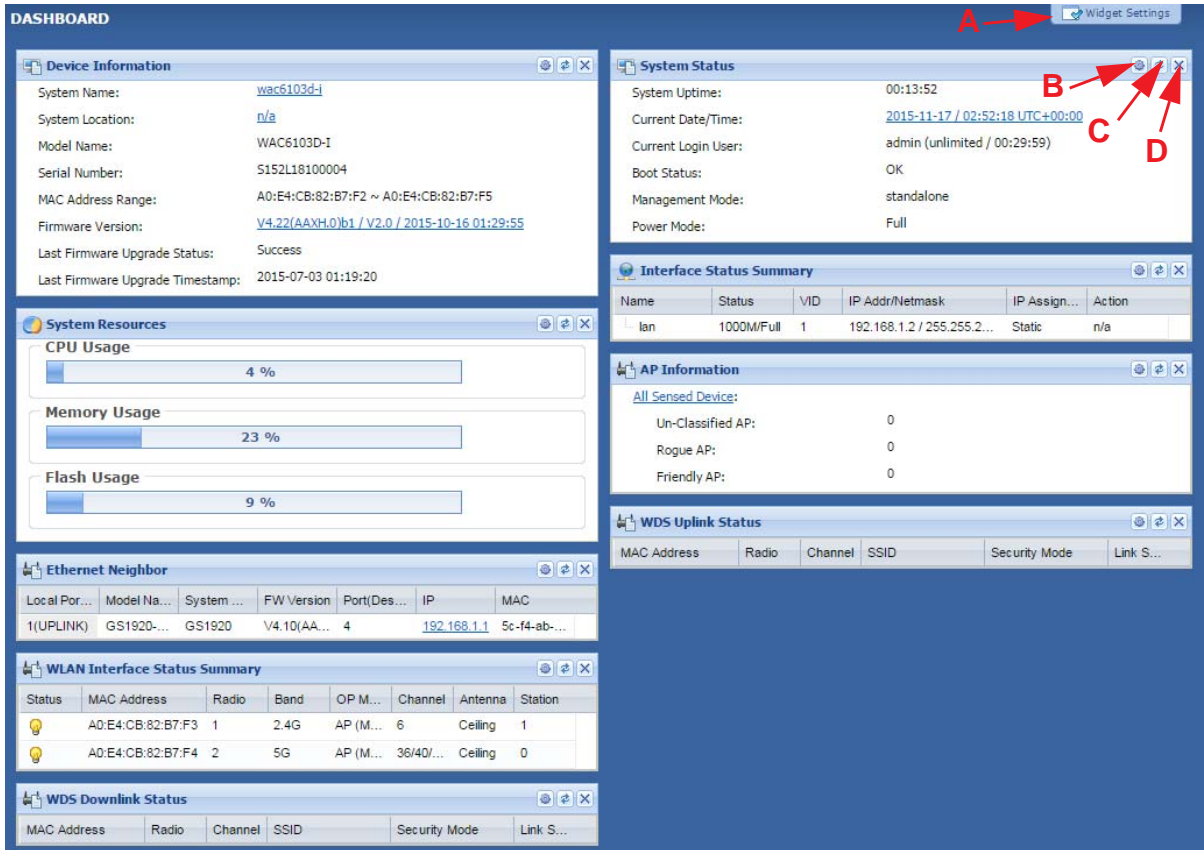 DASHBOARD
A
Widget Settings
Device Information
System Name: wac6103d-i
System Location: n/a
Model Name: WAC6103D-I
Serial Number: S152L18100004
MAC Address Range: A0:E4:CB:82:B7:F2 ~ A0:E4:CB:82:B7:F5
Firmware Version: V4.22(AAXH.0)b1 / V2.0 / 2015-10-16 01:29:55
Last Firmware Upgrade Status: Success
Last Firmware Upgrade Timestamp: 2015-07-03 01:19:20
System Resources
CPU Usage
4 %
Memory Usage
23 %
Flash Usage
9 %
Ethernet Neighbor
Local Por... Model Na... System ... FW Version Port(Des... IP MAC
1(UPLINK) GS1920-... GS1920 V4.10(AA... 4 192.168.1.1 5c-f4-ab-...
WLAN Interface Status Summary
Status MAC Address Radio Band OP M... Channel Antenna Station
A0:E4:CB:82:B7:F3 1 2.4G AP (M... 6 Ceiling 1
A0:E4:CB:82:B7:F4 2 5G AP (M... 36/40/... Ceiling 0
WDS Downlink Status
MAC Address Radio Channel SSID Security Mode Link S...
System Status
B
C
D
System Uptime: 00:13:52
Current Date/Time: 2015-11-17 / 02:52:18 UTC+00:00
Current Login User: admin (unlimited / 00:29:59)
Boot Status: OK
Management Mode: standalone
Power Mode: Full
Interface Status Summary
Name Status VID IP Addr/Netmask IP Assign... Action
lan 1000M/Full 1 192.168.1.2 / 255.255.2... Static n/a
AP Information
All Sensed Device:
Un-Classified AP: 0
Rogue AP: 0
Friendly AP: 0
WDS Uplink Status
MAC Address Radio Channel SSID Security Mode Link S...